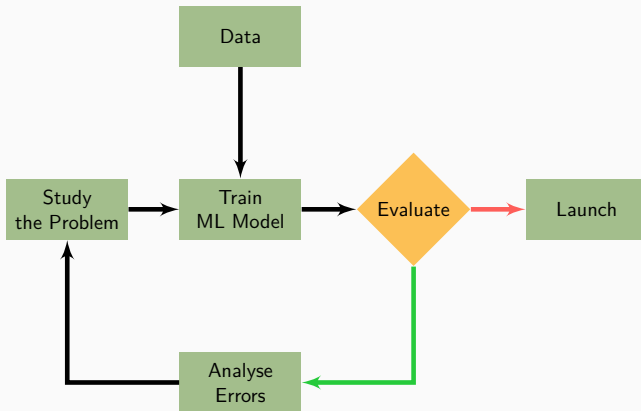 Data
Study
the Problem
Train
ML Model
Evaluate
Launch
Analyse
Errors